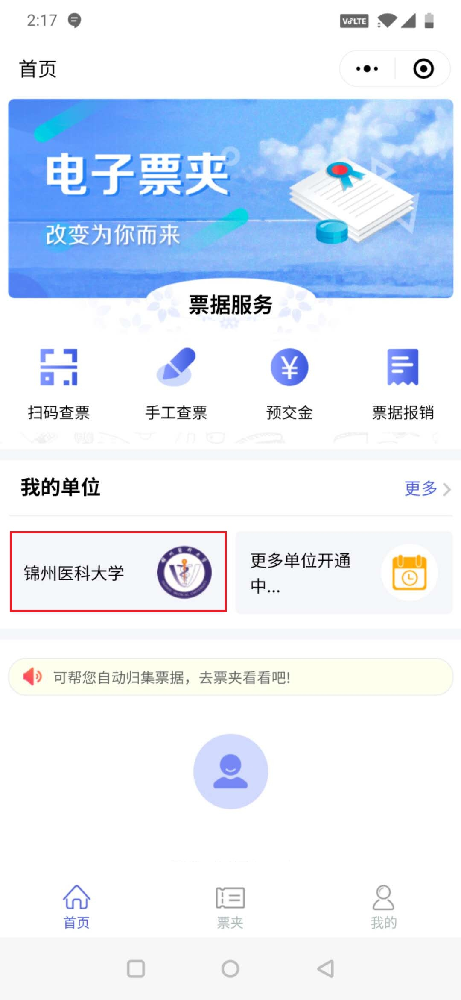 2:17
VoLTE
首页
电子票夹
改变为你而来
票据服务
扫码查票
手工查票
预交金
票据报销
我的单位
更多
锦州医科大学
更多单位开通
中...
可帮您自动归集票据，去票夹看看吧!
首页
票夹
我的